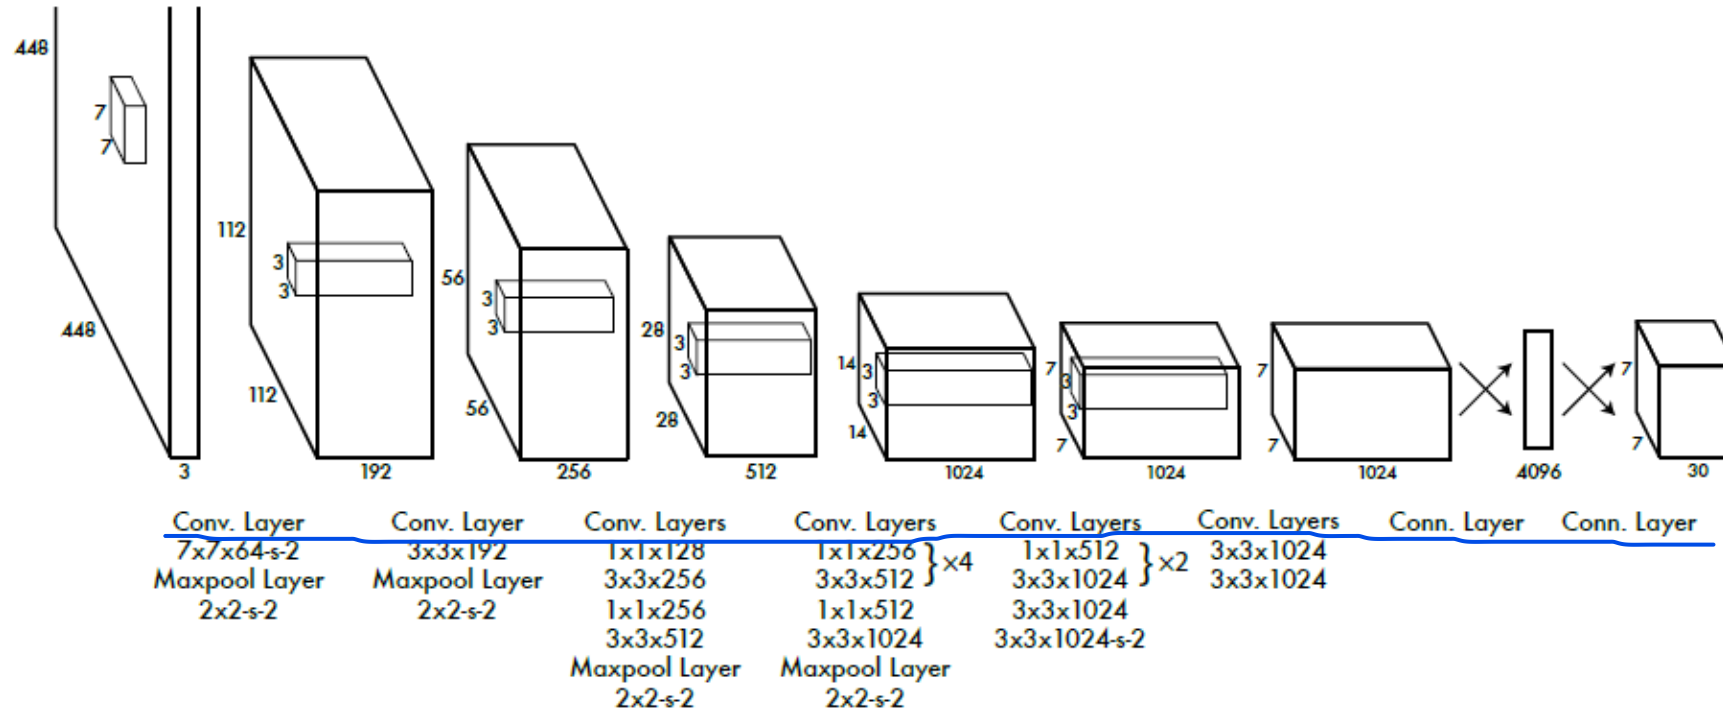 448
7
7
448
3
112
3
3
112
192
56
3
3
56
256
28
3
3
28
512
14
3
3
14
1024
7
3
3
7
1024
7
7
1024
4096
7
7
30
Conv. Layer
7x7x64-s-2
Maxpool Layer
2x2-s-2
Conv. Layer
3x3x192
Maxpool Layer
2x2-s-2
Conv. Layers
1x1x128
3x3x256
1x1x256
3x3x512
Maxpool Layer
2x2-s-2
Conv. Layers
1x1x256
3x3x512
} ×4
1x1x512
3x3x1024
Maxpool Layer
2x2-s-2
Conv. Layers
1x1x512
3x3x1024
} ×2
3x3x1024
3x3x1024-s-2
Conv. Layers
3x3x1024
3x3x1024
Conn. Layer
Conn. Layer